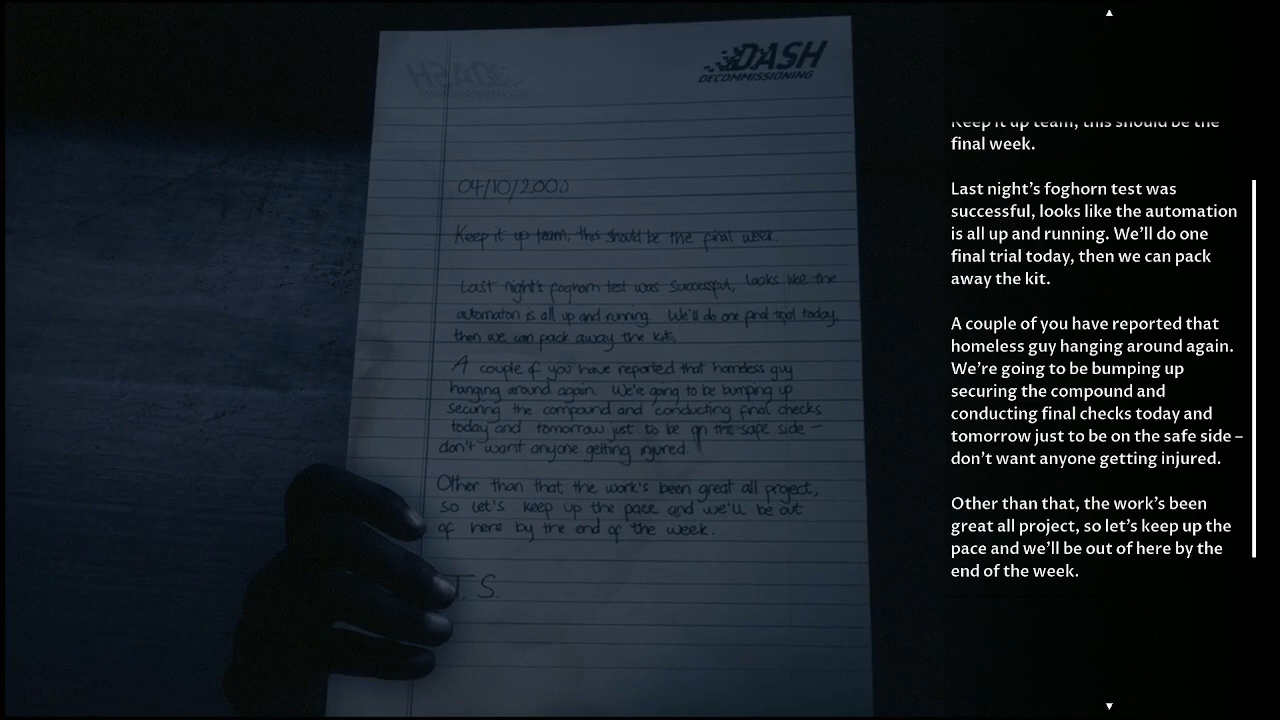 DASH
DECOMMISSIONING
04/10/2000
Keep it up team, this should be the final week.
Last night's foghorn test was successful, looks like the
automation is all up and running. We'll do one final trial today,
then we can pack away the kit.
A couple of you have reported that homeless guy
hanging around again. We're going to be bumping up
securing the compound and conducting final checks
today and tomorrow just to be on the safe side –
don't want anyone getting injured.
Other than that, the work's been great all project,
so let's keep up the pace and we'll be out
of here by the end of the week.
T. S.
Keep it up team, this should be the
final week.
Last night's foghorn test was
successful, looks like the automation
is all up and running. We'll do one
final trial today, then we can pack
away the kit.
A couple of you have reported that
homeless guy hanging around again.
We're going to be bumping up
securing the compound and
conducting final checks today and
tomorrow just to be on the safe side –
don't want anyone getting injured.
Other than that, the work's been
great all project, so let's keep up the
pace and we'll be out of here by the
end of the week.